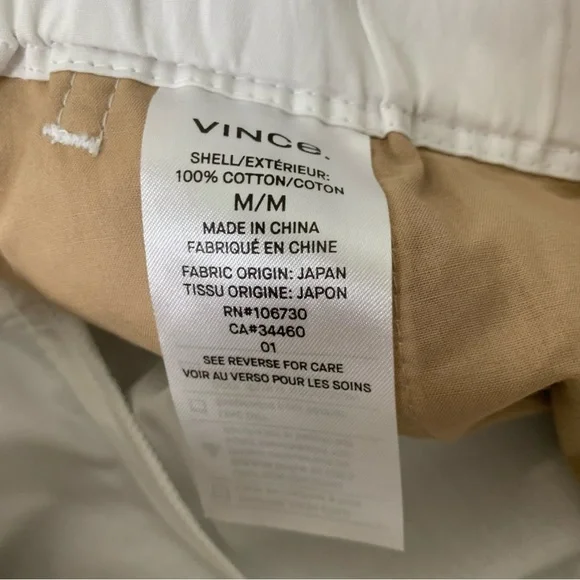 VINCe.
SHELL/EXTÉRIEUR:
100% COTTON/COTON
M/M
MADE IN CHINA
FABRIQUÉ EN CHINE
FABRIC ORIGIN: JAPAN
TISSU ORIGINE: JAPON
RN#106730
CA#34460
01
SEE REVERSE FOR CARE
VOIR AU VERSO POUR LES SOINS